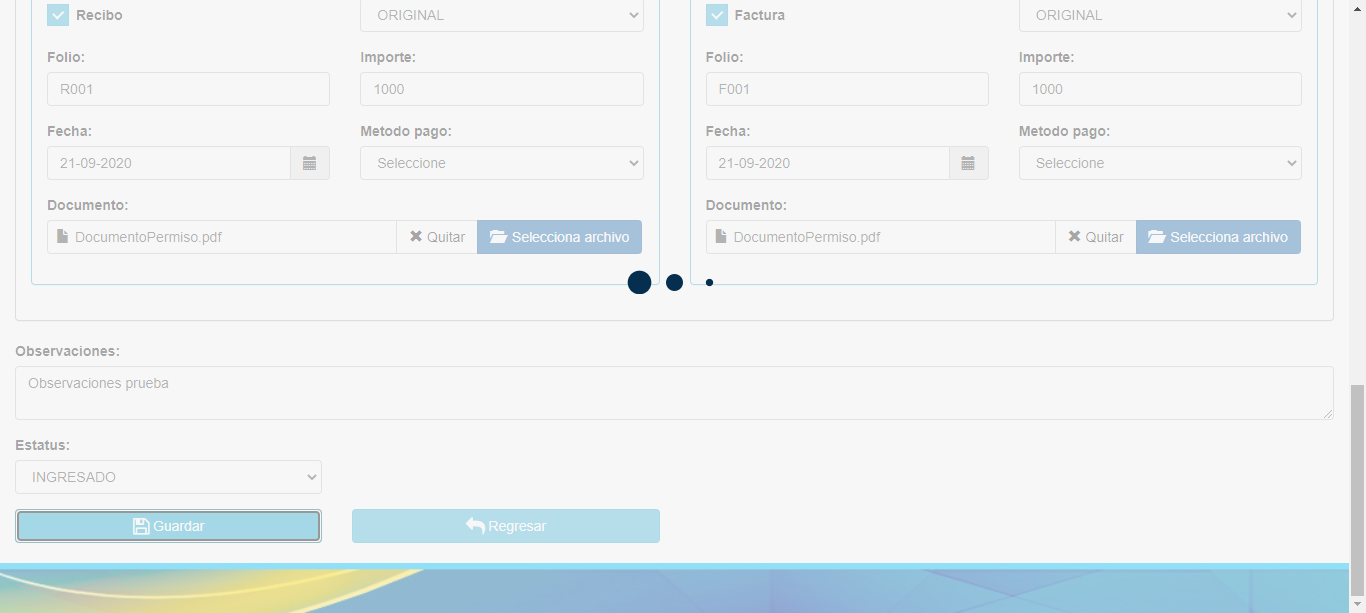 Recibo ORIGINAL Factura ORIGINAL
Folio: Importe: Folio: Importe:
R001 1000 F001 1000
Fecha: Metodo pago: Fecha: Metodo pago:
21-09-2020 Seleccione 21-09-2020 Seleccione
Documento: Documento:
DocumentoPermiso.pdf Quitar Selecciona archivo DocumentoPermiso.pdf Quitar Selecciona archivo
Observaciones:
Observaciones prueba
Estatus:
INGRESADO
Guardar Regresar